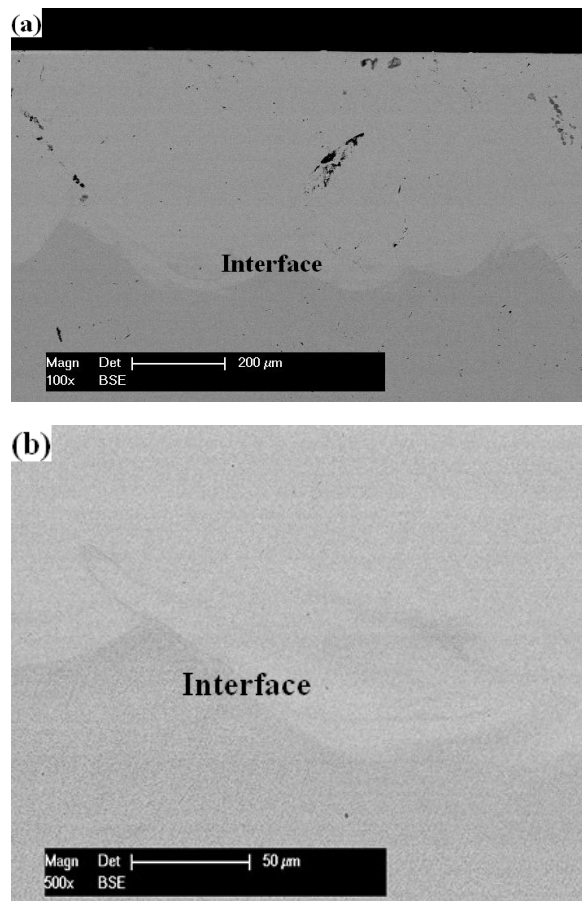 (a)
Interface
Magn Det 200 µm
100x BSE
(b)
Interface
Magn Det 50 µm
500x BSE